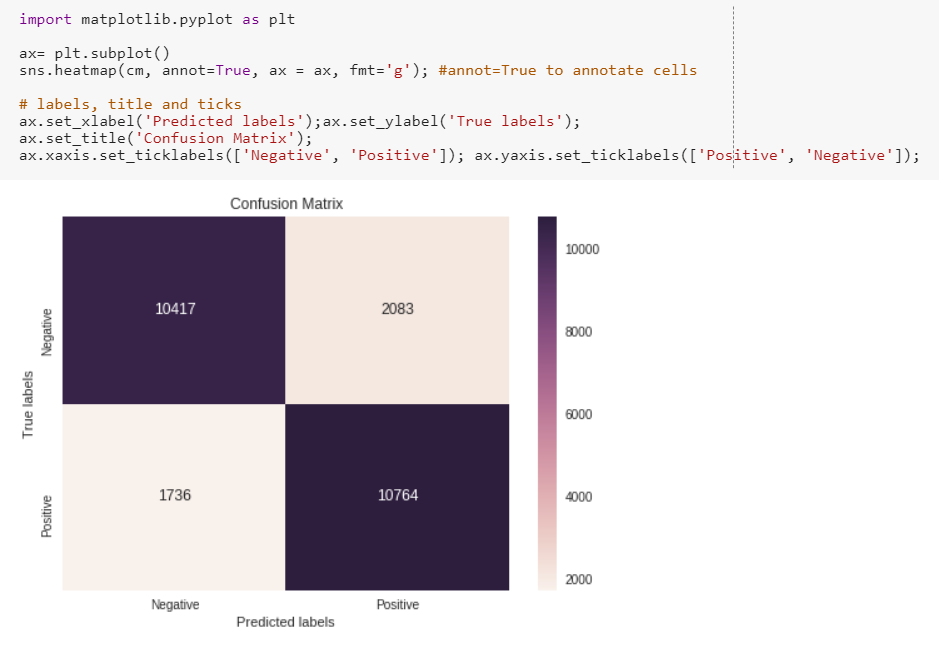 import matplotlib.pyplot as plt
ax= plt.subplot()
sns.heatmap(cm, annot=True, ax = ax, fmt='g'); #annot=True to annotate cells
# labels, title and ticks
ax.set_xlabel('Predicted labels');ax.set_ylabel('True labels');
ax.set_title('Confusion Matrix');
ax.xaxis.set_ticklabels(['Negative', 'Positive']); ax.yaxis.set_ticklabels(['Positive', 'Negative']);
Confusion Matrix
True labels
Negative
Positive
10417
2083
1736
10764
Negative
Positive
Predicted labels
10000
8000
6000
4000
2000